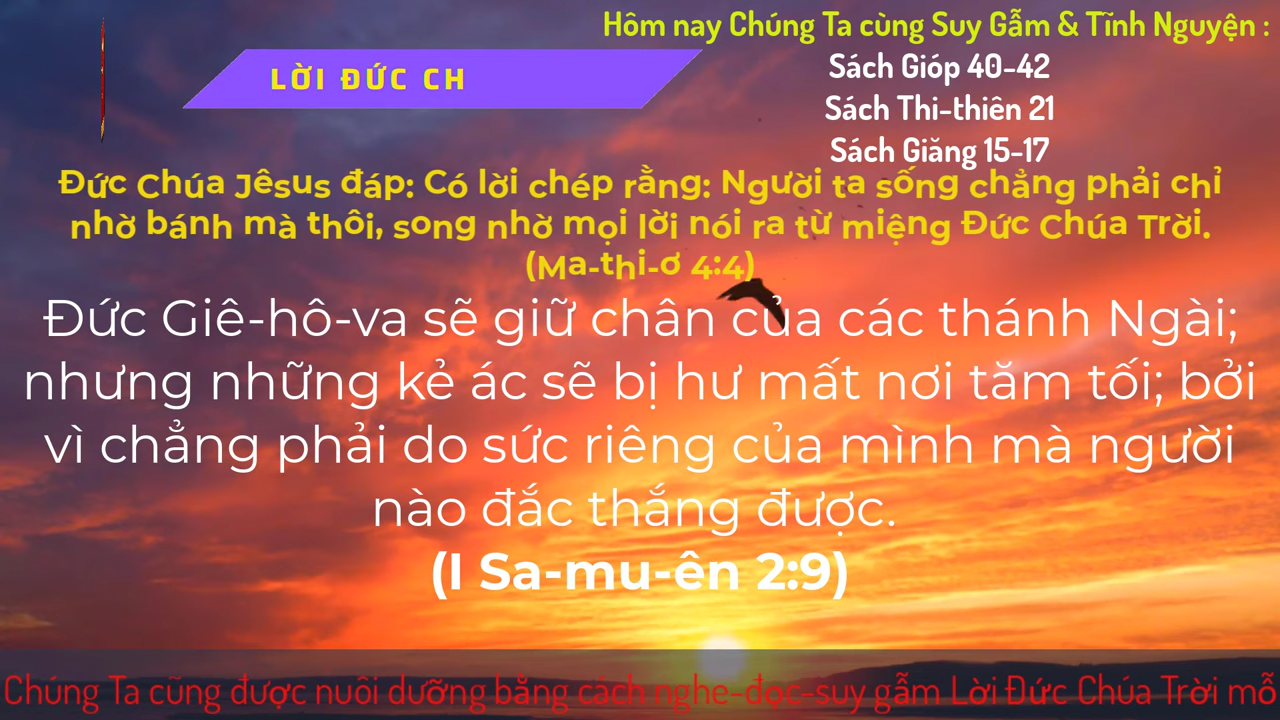 Hôm nay Chúng Ta cùng Suy Gẫm & Tĩnh Nguyện :
Sách Gióp 40-42
Sách Thi-thiên 21
Sách Giăng 15-17
LỜI ĐỨC CH
Đức Chúa Jêsus đáp: Có lời chép rằng: Người ta sống chẳng phải chỉ
nhờ bánh mà thôi, song nhờ mọi lời nói ra từ miệng Đức Chúa Trời.
(Ma-thi-ơ 4:4)
Đức Giê-hô-va sẽ giữ chân của các thánh Ngài;
nhưng những kẻ ác sẽ bị hư mất nơi tăm tối; bởi
vì chẳng phải do sức riêng của mình mà người
nào đắc thắng được.
(I Sa-mu-ên 2:9)
Chúng Ta cũng được nuôi dưỡng bằng cách nghe-đọc-suy gẫm Lời Đức Chúa Trời mỗ